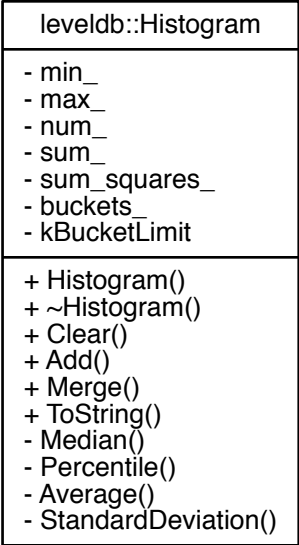 leveldb::Histogram
- min_
- max_
- num_
- sum_
- sum_squares_
- buckets_
- kBucketLimit
+ Histogram()
+ ~Histogram()
+ Clear()
+ Add()
+ Merge()
+ ToString()
- Median()
- Percentile()
- Average()
- StandardDeviation()